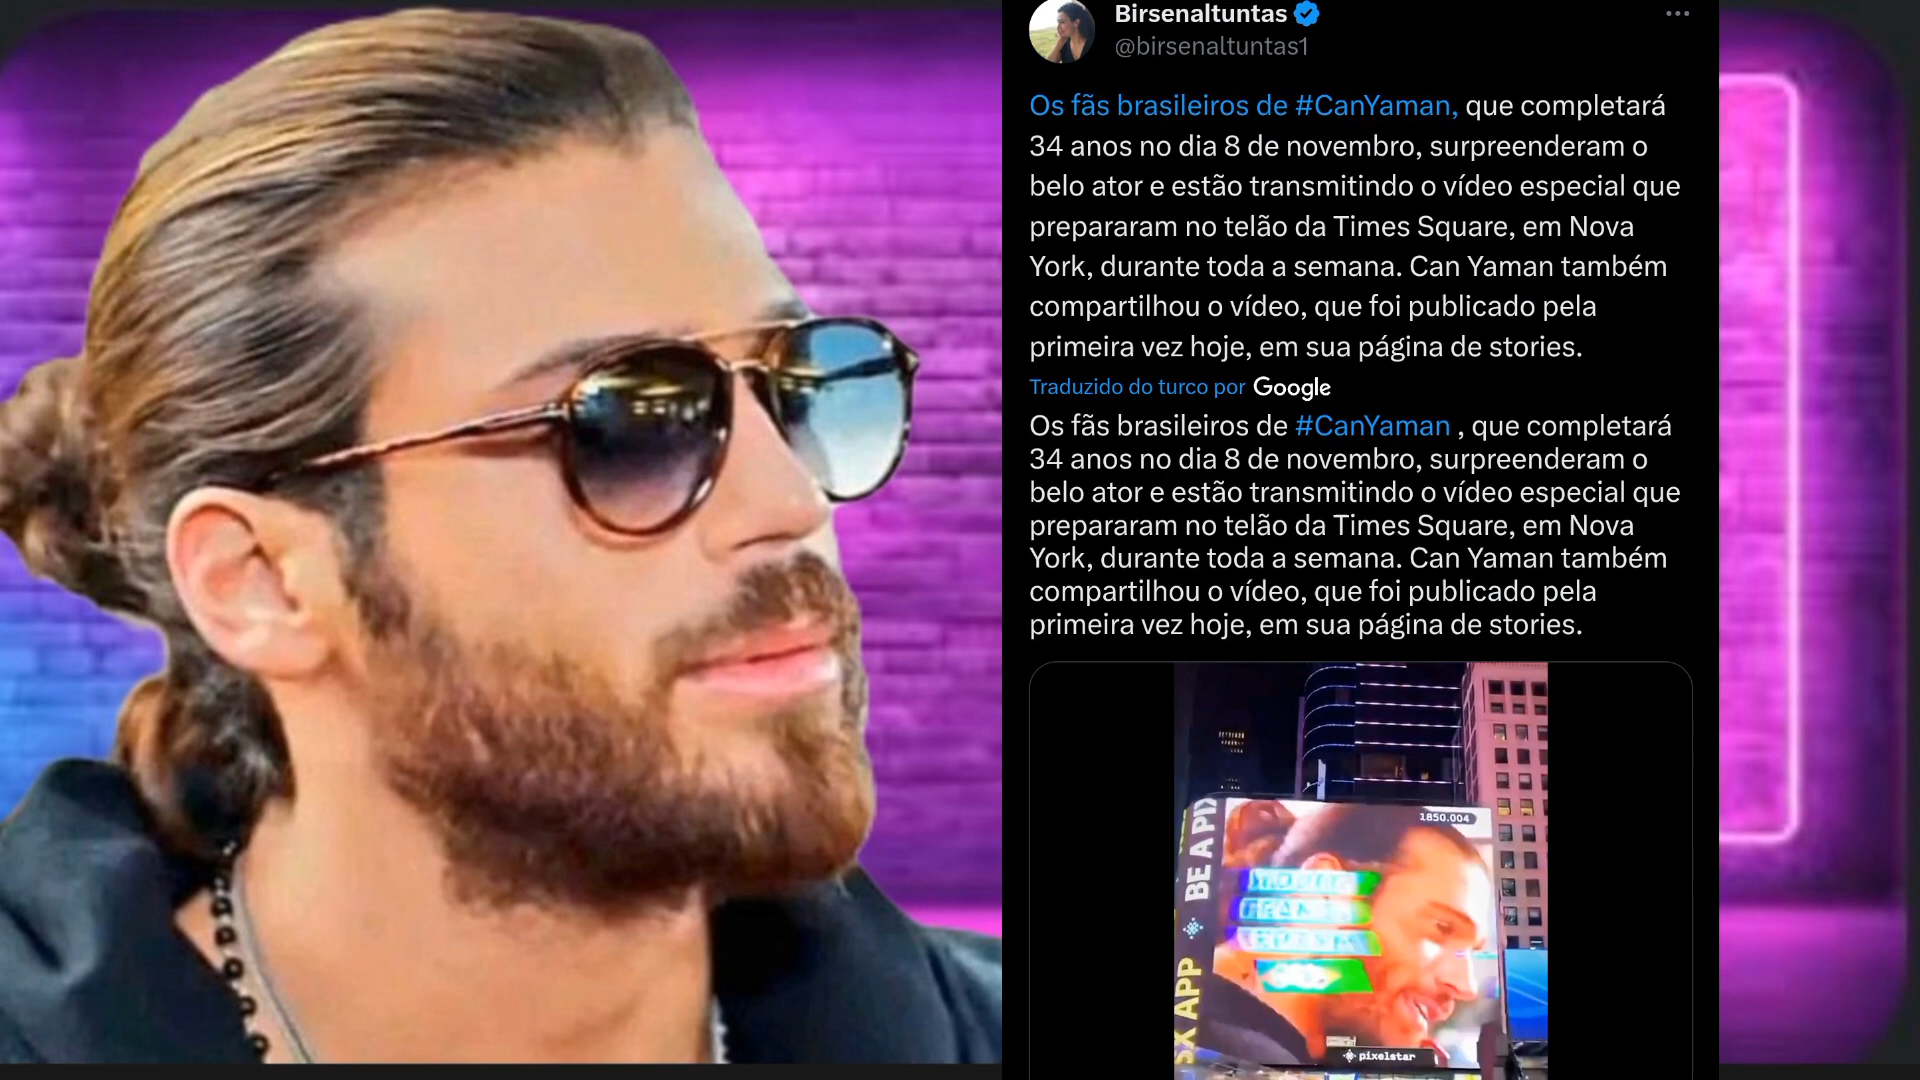 Birsenaltuntas
@birsenaltuntas1
Os fãs brasileiros de #CanYaman, que completará
34 anos no dia 8 de novembro, surpreenderam o
belo ator e estão transmitindo o vídeo especial que
prepararam no telão da Times Square, em Nova
York, durante toda a semana. Can Yaman também
compartilhou o vídeo, que foi publicado pela
primeira vez hoje, em sua página de stories.
Traduzido do turco por Google
Os fãs brasileiros de #CanYaman , que completará
34 anos no dia 8 de novembro, surpreenderam o
belo ator e estão transmitindo o vídeo especial que
prepararam no telão da Times Square, em Nova
York, durante toda a semana. Can Yaman também
compartilhou o vídeo, que foi publicado pela
primeira vez hoje, em sua página de stories.
1850.004
BE A PIX
APP
pixelstar